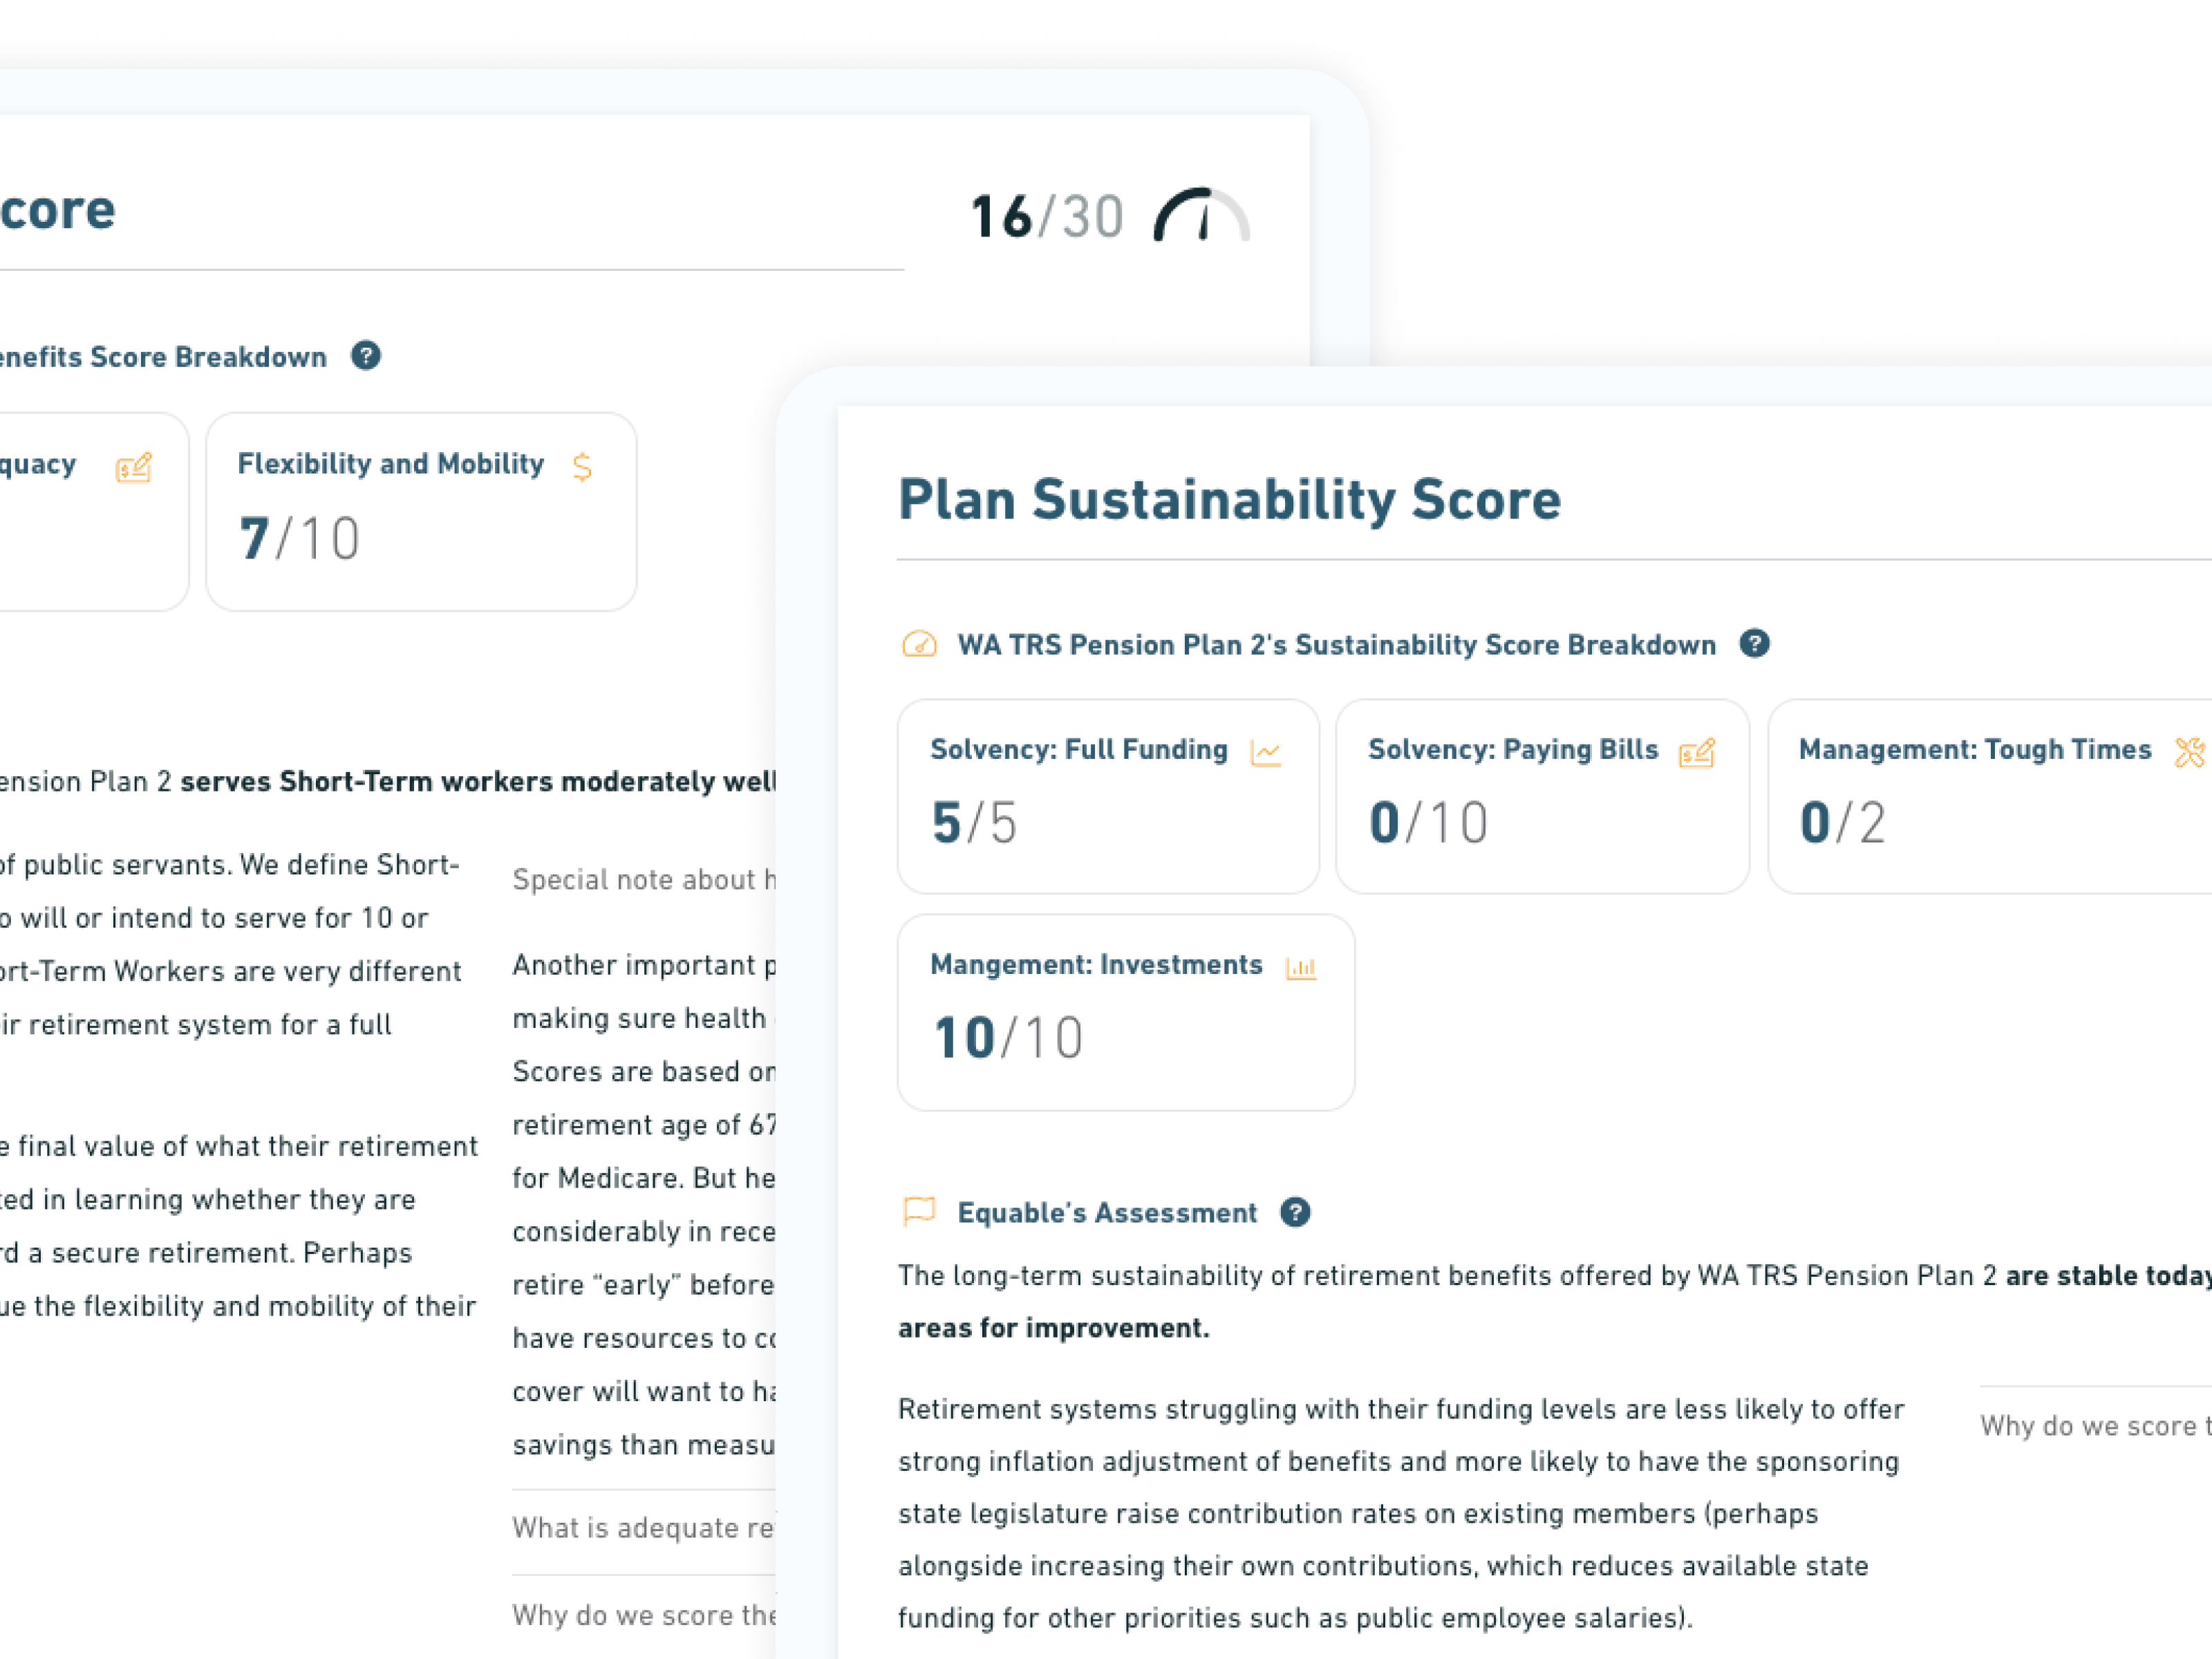 core
16/30
enefits Score Breakdown ?
quacy
Flexibility and Mobility
7/10
ension Plan 2 serves Short-Term workers moderately well
of public servants. We define Short-
o will or intend to serve for 10 or
ort-Term Workers are very different
ir retirement system for a full
e final value of what their retirement
ted in learning whether they are
rd a secure retirement. Perhaps
ue the flexibility and mobility of their
Special note about h
Another important p
making sure health
Scores are based on
retirement age of 67
for Medicare. But he
considerably in rece
retire “early” before
have resources to co
cover will want to ha
savings than measu
What is adequate re
Why do we score the
Plan Sustainability Score
WA TRS Pension Plan 2's Sustainability Score Breakdown ?
Solvency: Full Funding
5/5
Solvency: Paying Bills
0/10
Management: Tough Times
0/2
Mangement: Investments
10/10
Equable's Assessment ?
The long-term sustainability of retirement benefits offered by WA TRS Pension Plan 2 are stable today
areas for improvement.
Retirement systems struggling with their funding levels are less likely to offer
strong inflation adjustment of benefits and more likely to have the sponsoring
state legislature raise contribution rates on existing members (perhaps
alongside increasing their own contributions, which reduces available state
funding for other priorities such as public employee salaries).
Why do we score t